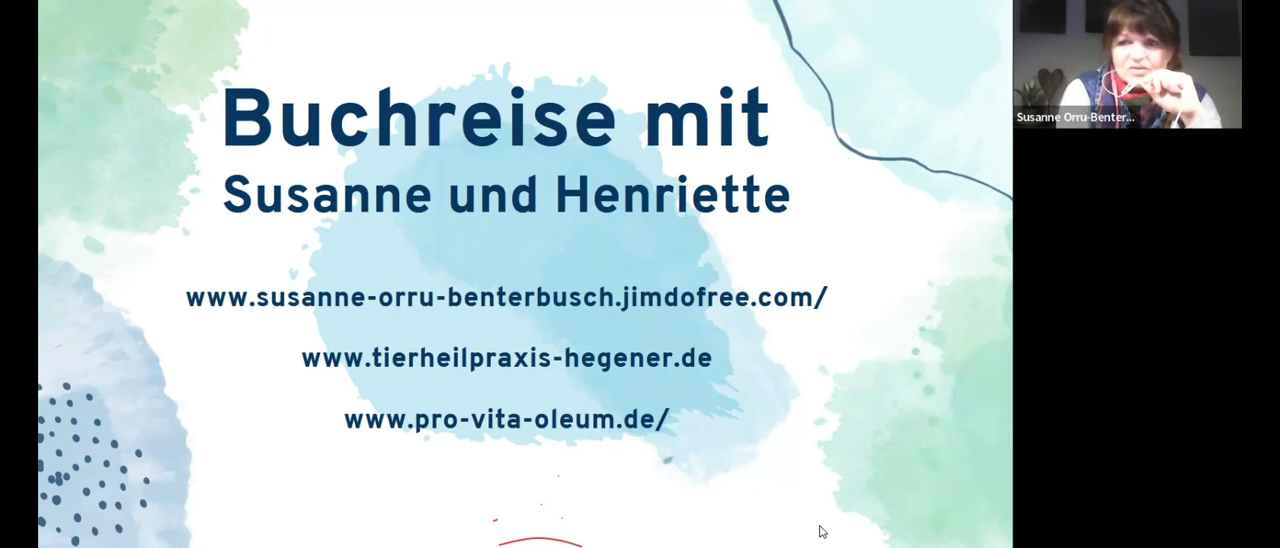 Buchreise mit
Susanne und Henriette
www.susanne-orru-benterbusch.jimdofree.com/
www.tierheilpraxis-hegener.de
www.pro-vita-oleum.de/
Susanne Orru-Benter...